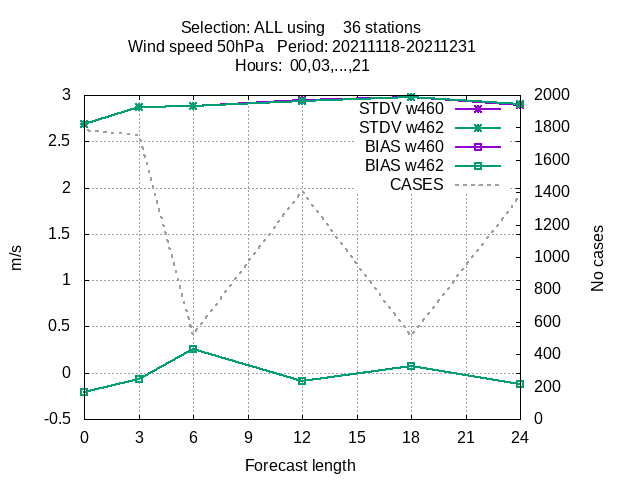 Selection: ALL using    36 stations
Wind speed 50hPa   Period: 20211118-20211231
Hours:  00,03,...,21
3
2.5
2
1.5
1
0.5
0
-0.5
m/s
STDV w460
STDV w462
BIAS w460
BIAS w462
CASES
2000
1800
1600
1400
1200
1000
800
600
400
200
0
No cases
0 3 6 9 12 15 18 21 24
Forecast length